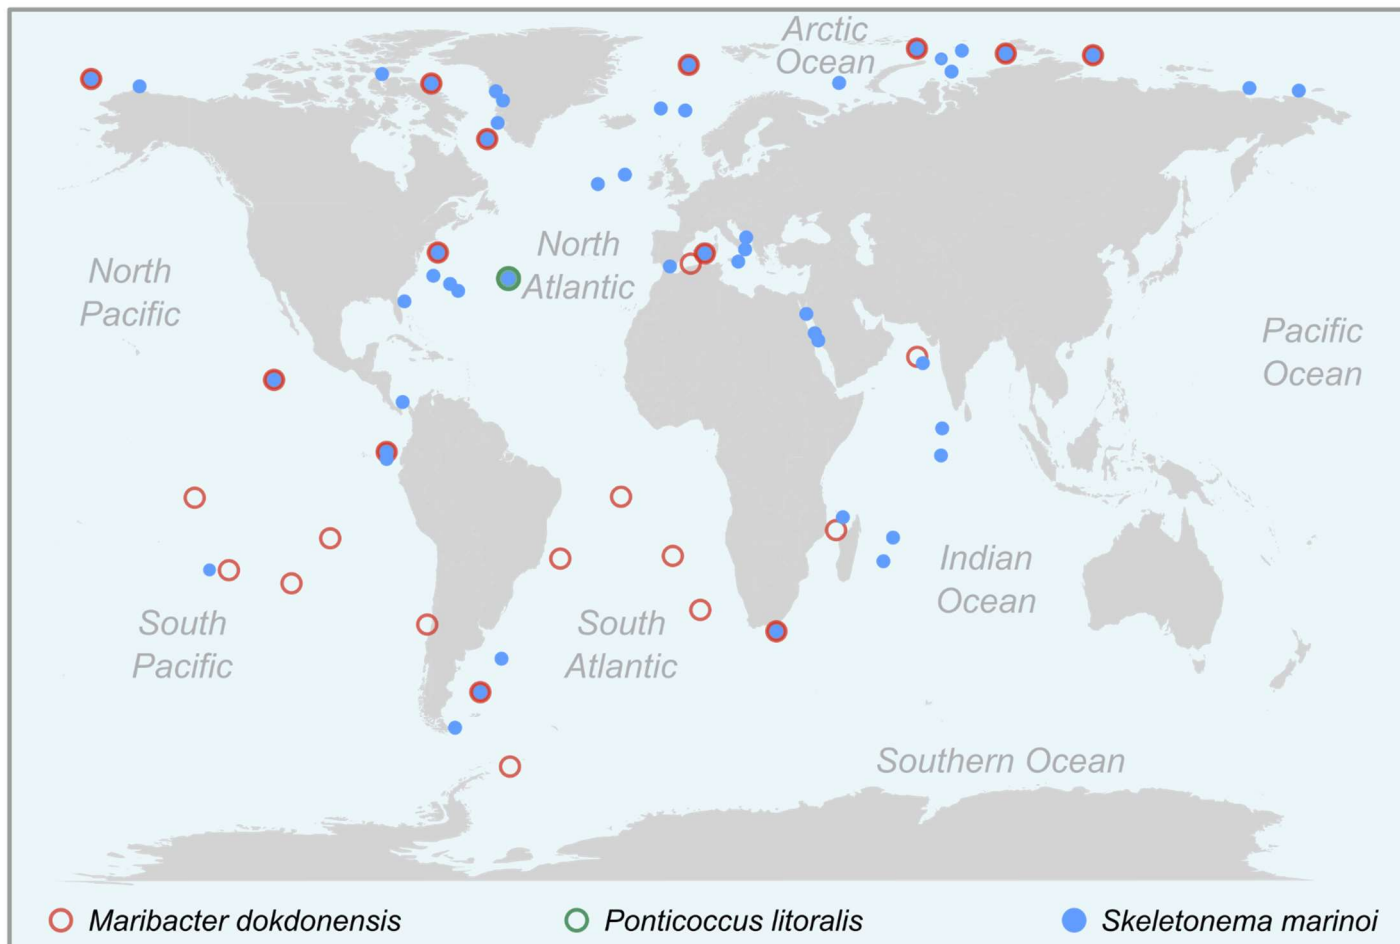 Arctic
Ocean
North
Atlantic
North
Pacific
Pacific
Ocean
Indian
Ocean
South
Pacific
South
Atlantic
Southern Ocean
Maribacter dokdonensis
Ponticoccus litoralis
Skeletonema marinoi